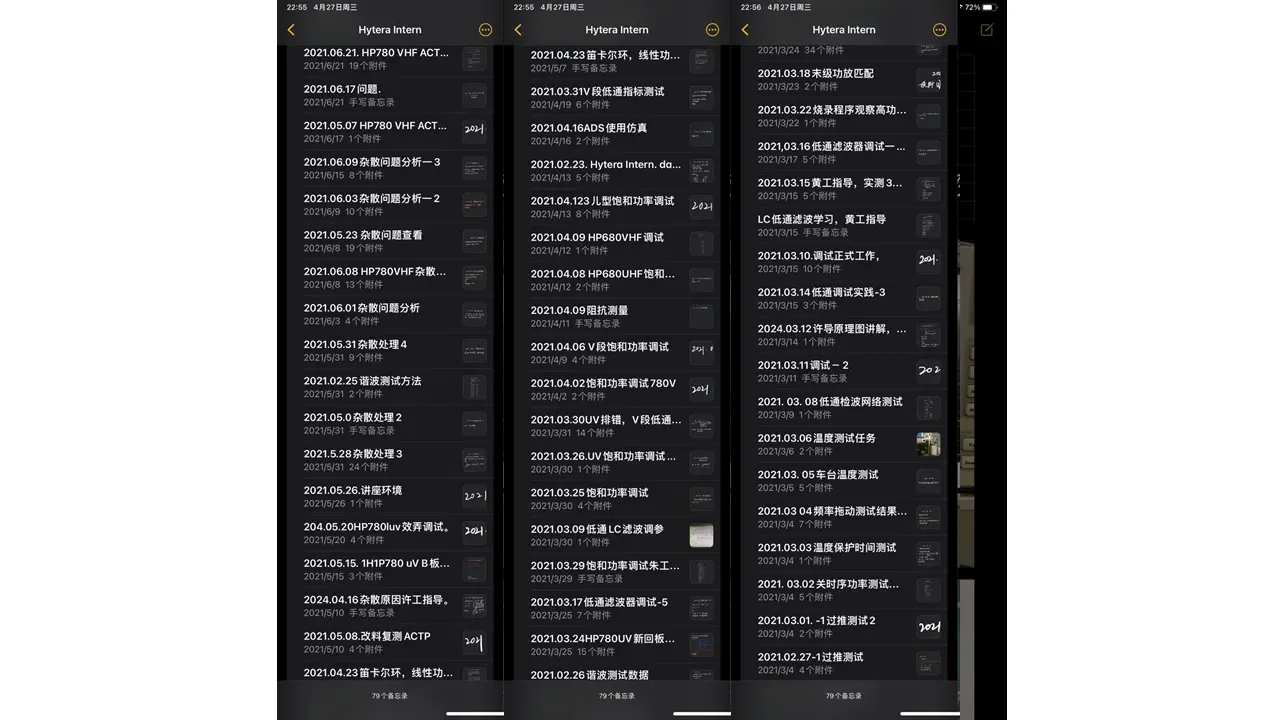 22:55 4月27日周三
Hytera Intern
2021.06.21. HP780 VHF ACT...
2021/6/21 19个附件
2021.06.17问题.
2021/6/21 手写备忘录
2021.05.07 HP780 VHF ACT...
2021/6/17 1个附件
2021.06.09杂散问题分析一3
2021/6/15 8个附件
2021.06.03杂散问题分析一2
2021/6/9 10个附件
2021.05.23 杂散问题查看
2021/6/8 19个附件
2021.06.08 HP780VHF杂散...
2021/6/8 13个附件
2021.06.01杂散问题分析
2021/6/3 4个附件
2021.05.31杂散处理4
2021/5/31 9个附件
2021.02.25谐波测试方法
2021/5/31 2个附件
2021.05.0杂散处理2
2021/5/31 手写备忘录
2021.5.28杂散处理3
2021/5/31 24个附件
2021.05.26.讲座环境
2021/5/26 1个附件
204.05.20HP780luv效弄调试。
2021/5/20 4个附件
2021.05.15. 1H1P780 uV B板...
2021/5/15 3个附件
2024.04.16杂散原因许工指导。
2021/5/10 手写备忘录
2021.05.08.改料复测ACTP
2021/5/10 4个附件
2021.04.23笛卡尔环，线性功...
79个备忘录
22:55 4月27日周三
Hytera Intern
2021.04.23笛卡尔环，线性功...
2021/5/7 手写备忘录
2021.03.31V段低通指标测试
2021/4/19 6个附件
2021.04.16ADS使用仿真
2021/4/16 2个附件
2021.02.23. Hytera Intern. da...
2021/4/13 5个附件
2021.04.123儿型饱和功率调试
2021/4/13 8个附件
2021.04.09 HP680VHF调试
2021/4/12 1个附件
2021.04.08 HP680UHF饱和...
2021/4/12 2个附件
2021.04.09阻抗测量
2021/4/11 手写备忘录
2021.04.06 V段饱和功率调试
2021/4/9 4个附件
2021.04.02饱和功率调试780V
2021/4/2 2个附件
2021.03.30UV排错，V段低通...
2021/3/31 14个附件
2021.03.26.UV饱和功率调试...
2021/3/30 1个附件
2021.03.25饱和功率调试
2021/3/30 4个附件
2021.03.09低通LC滤波调参
2021/3/30 1个附件
2021.03.29饱和功率调试朱工...
2021/3/29 手写备忘录
2021.03.17低通滤波器调试-5
2021/3/25 7个附件
2021.03.24HP780UV新回板...
2021/3/25 15个附件
2021.02.26谐波测试数据
79个备忘录
22:56 4月27日周三
72%
Hytera Intern
2021/3/24 34个附件
2021.03.18末级功放匹配
2021/3/23 2个附件
2021.03.22烧录程序观察高功...
2021/3/22 1个附件
2021,03.16低通滤波器调试一...
2021/3/17 5个附件
2021.03.15黄工指导，实测3...
2021/3/15 5个附件
LC低通滤波学习，黄工指导
2021/3/15 手写备忘录
2021.03.10.调试正式工作，
2021/3/15 10个附件
2021.03.14低通调试实践-3
2021/3/15 3个附件
2024.03.12许导原理图讲解，...
2021/3/14 1个附件
2021.03.11调试－2
2021/3/11 手写备忘录
2021. 03. 08低通检波网络测试
2021/3/9 1个附件
2021.03.06温度测试任务
2021/3/6 2个附件
2021.03. 05车台温度测试
2021/3/5 5个附件
2021.03 04频率拖动测试结果...
2021/3/4 7个附件
2021.03.03温度保护时间测试
2021/3/4 1个附件
2021. 03.02关时序功率测试...
2021/3/4 5个附件
2021.03.01. -1过推测试2
2021/3/4 2个附件
2021.02.27-1过推测试
2021/3/4 4个附件
79个备忘录